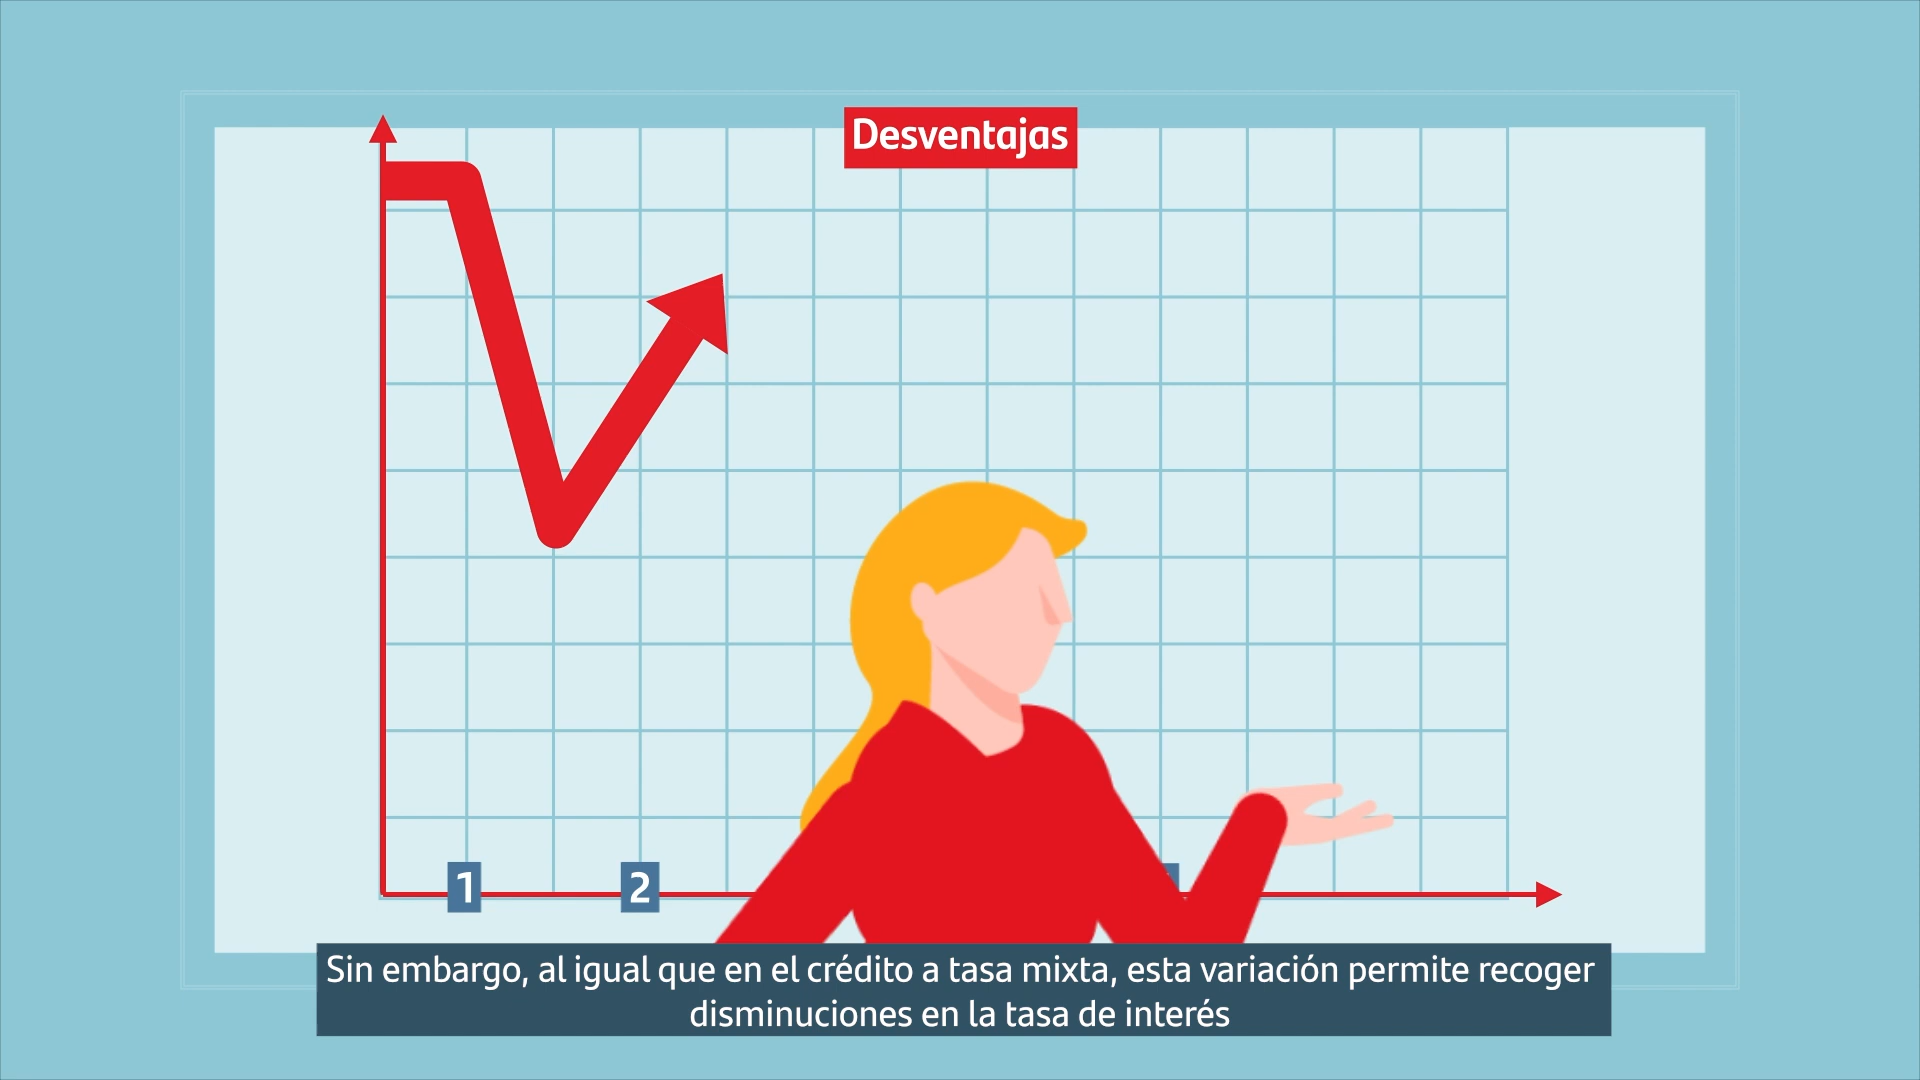 Desventajas
1
2
Sin embargo, al igual que en el crédito a tasa mixta, esta variación permite recoger
disminuciones en la tasa de interés